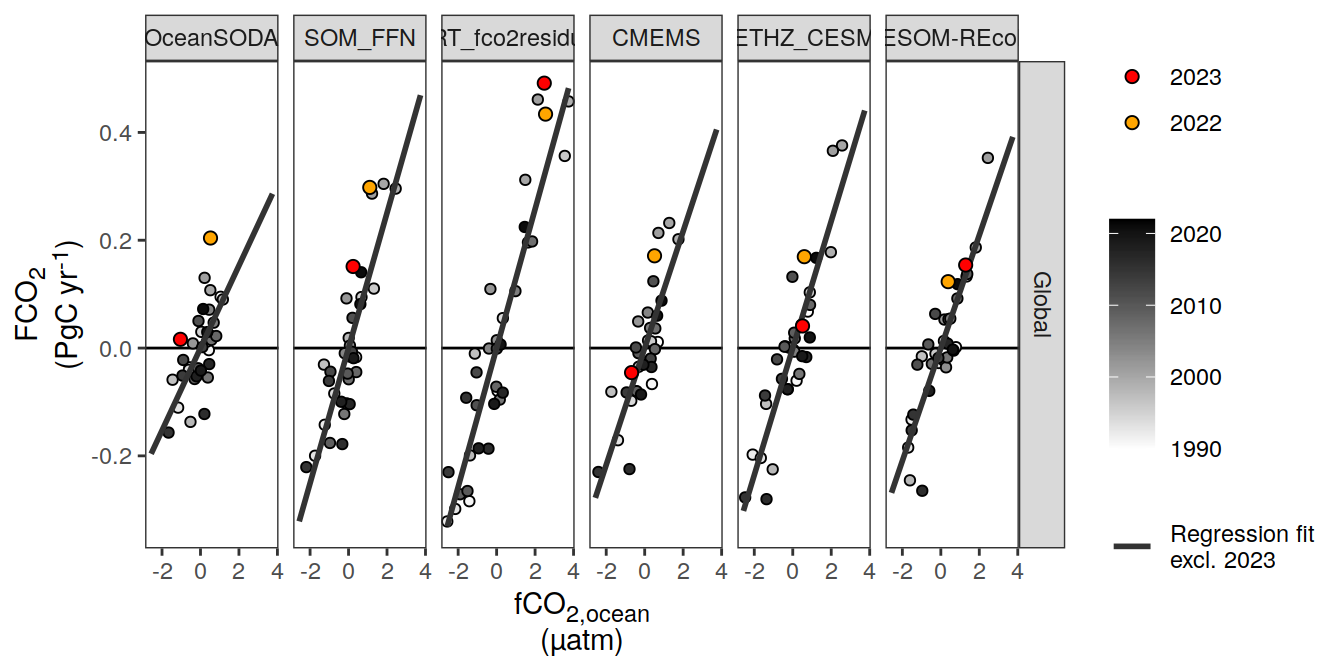 OceanSODA
SOM_FFN
RT_fco2residu
CMEMS
ETHZ_CESM
ESOM-REco
Global
FCO2
(PgC yr-1)
0.4
0.2
0.0
-0.2
-2 0 2 4
-2 0 2 4
-2 0 2 4
-2 0 2 4
-2 0 2 4
-2 0 2 4
fCO2,ocean
(µatm)
2023
2022
2020
2010
2000
1990
Regression fit
excl. 2023